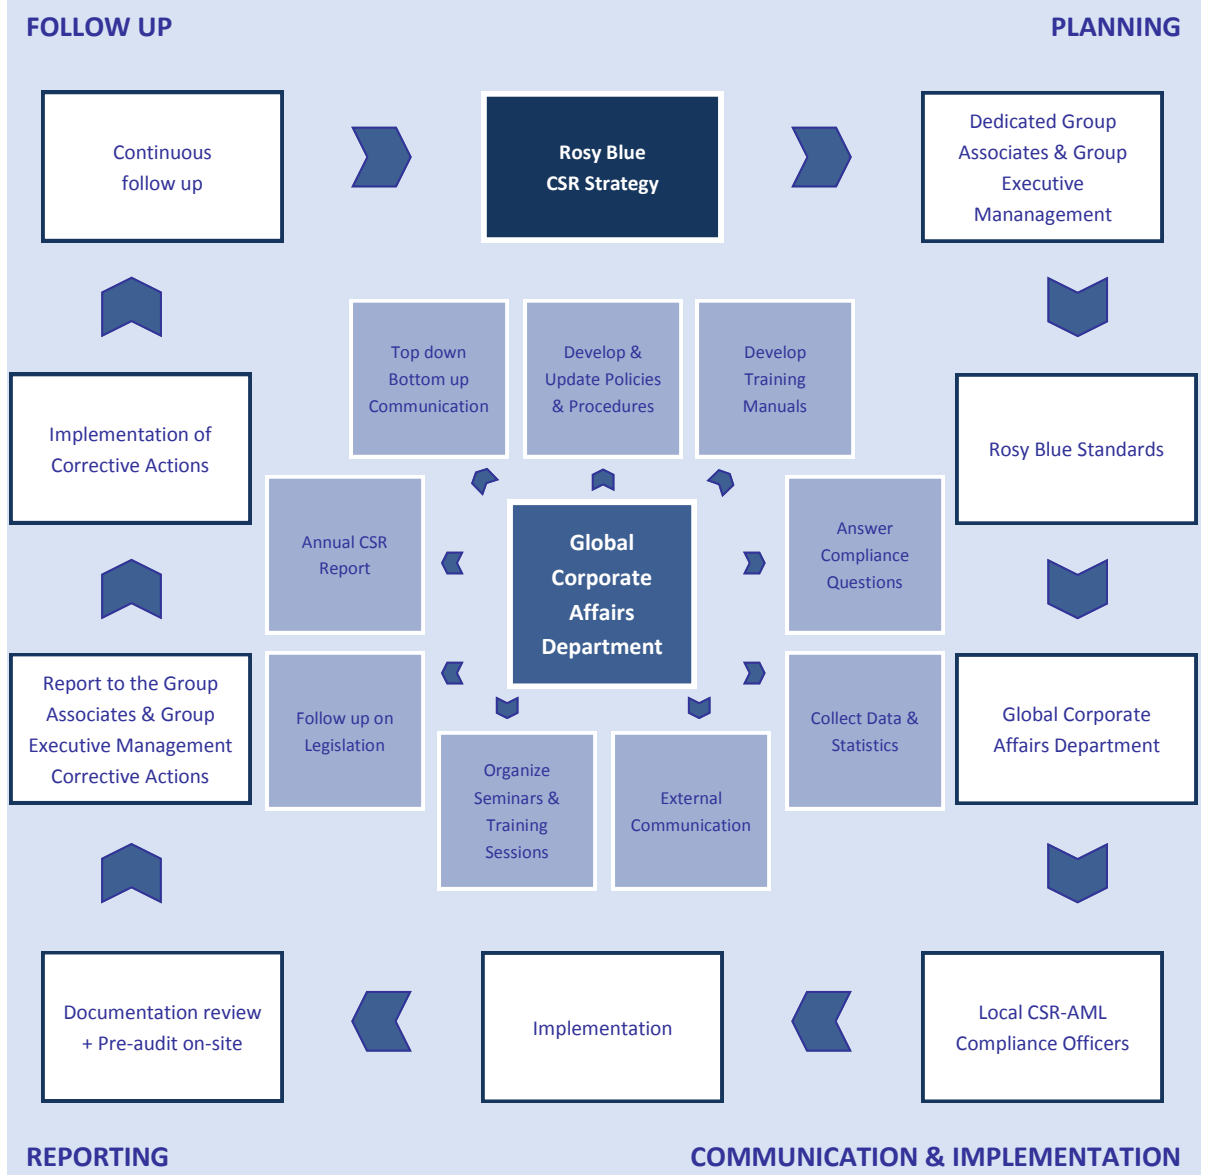 FOLLOW UP
PLANNING
Continuous
follow up
Rosy Blue
CSR Strategy
Dedicated Group
Associates & Group
Executive
Mananagement
Top down
Bottom up
Communication
Develop &
Update Policies
& Procedures
Develop
Training
Manuals
Implementation of
Corrective Actions
Rosy Blue Standards
Annual CSR
Report
Global
Corporate
Affairs
Department
Answer
Compliance
Questions
Report to the Group
Associates & Group
Executive Management
Corrective Actions
Follow up on
Legislation
Collect Data &
Statistics
Global Corporate
Affairs Department
Organize
Seminars &
Training
Sessions
External
Communication
Documentation review
+ Pre-audit on-site
Implementation
Local CSR-AML
Compliance Officers
REPORTING
COMMUNICATION & IMPLEMENTATION